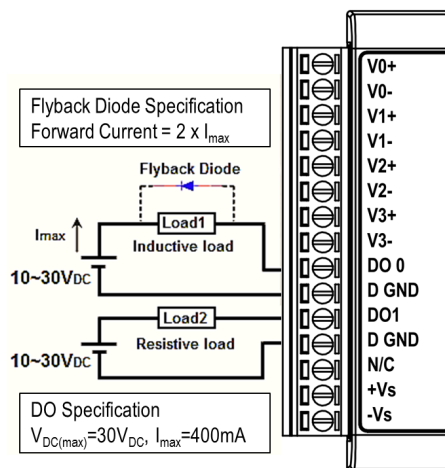 Flyback Diode Specification
Forward Current = 2 x Imax
Flyback Diode
Load1
Imax
Inductive load
10~30VDC
Load2
Resistive load
10~30VDC
DO Specification
VDC(max)=30VDC, Imax=400mA
V0+
V0-
V1+
V1-
V2+
V2-
V3+
V3-
DO 0
D GND
DO1
D GND
N/C
+Vs
-Vs